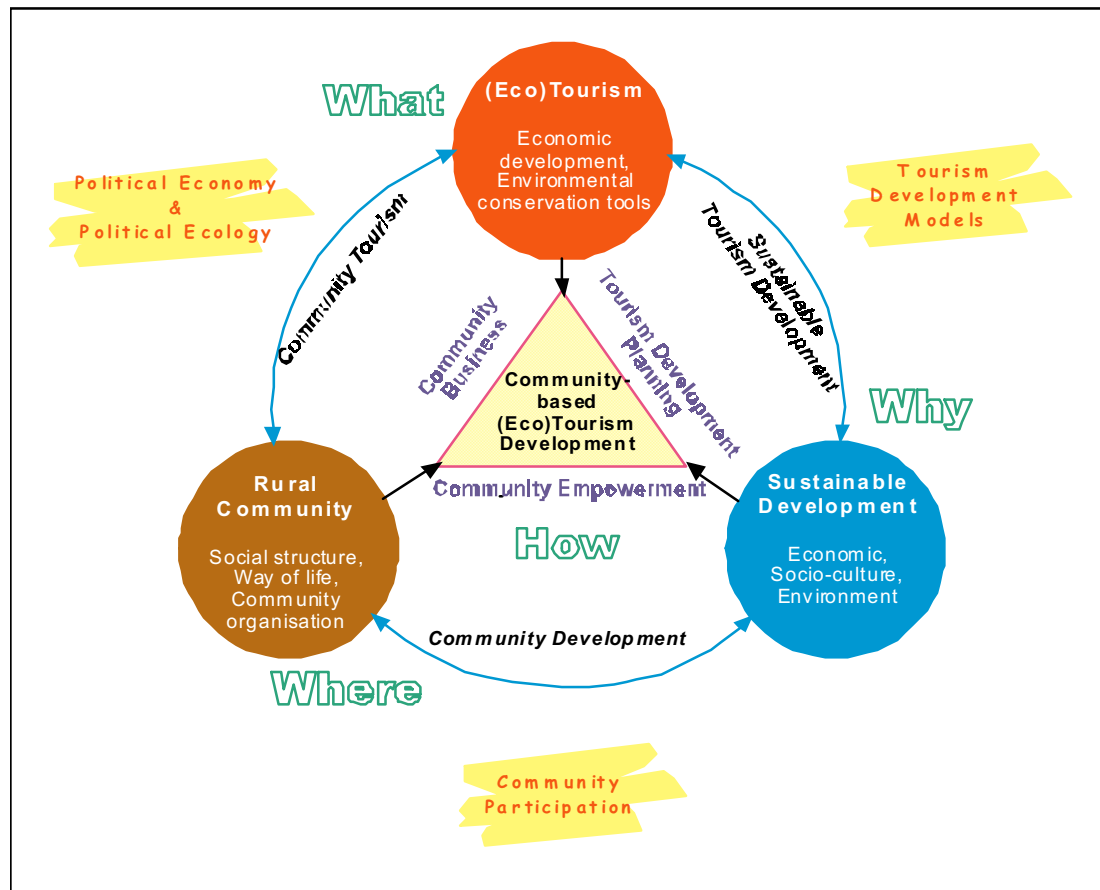 What
(Eco)Tourism
Economic
development,
Environmental
conservation tools
Political Economy
&
Political Ecology
Tourism
Development
Models
Community Tourism
Sustainable
Tourism Development
Community
Business
Tourism Development
Planning
Community-
based
(Eco)Tourism
Development
Why
Rural
Community
Social structure,
Way of life,
Community
organisation
Community Empowerment
How
Sustainable
Development
Economic,
Socio-culture,
Environment
Community Development
Where
Community
Participation